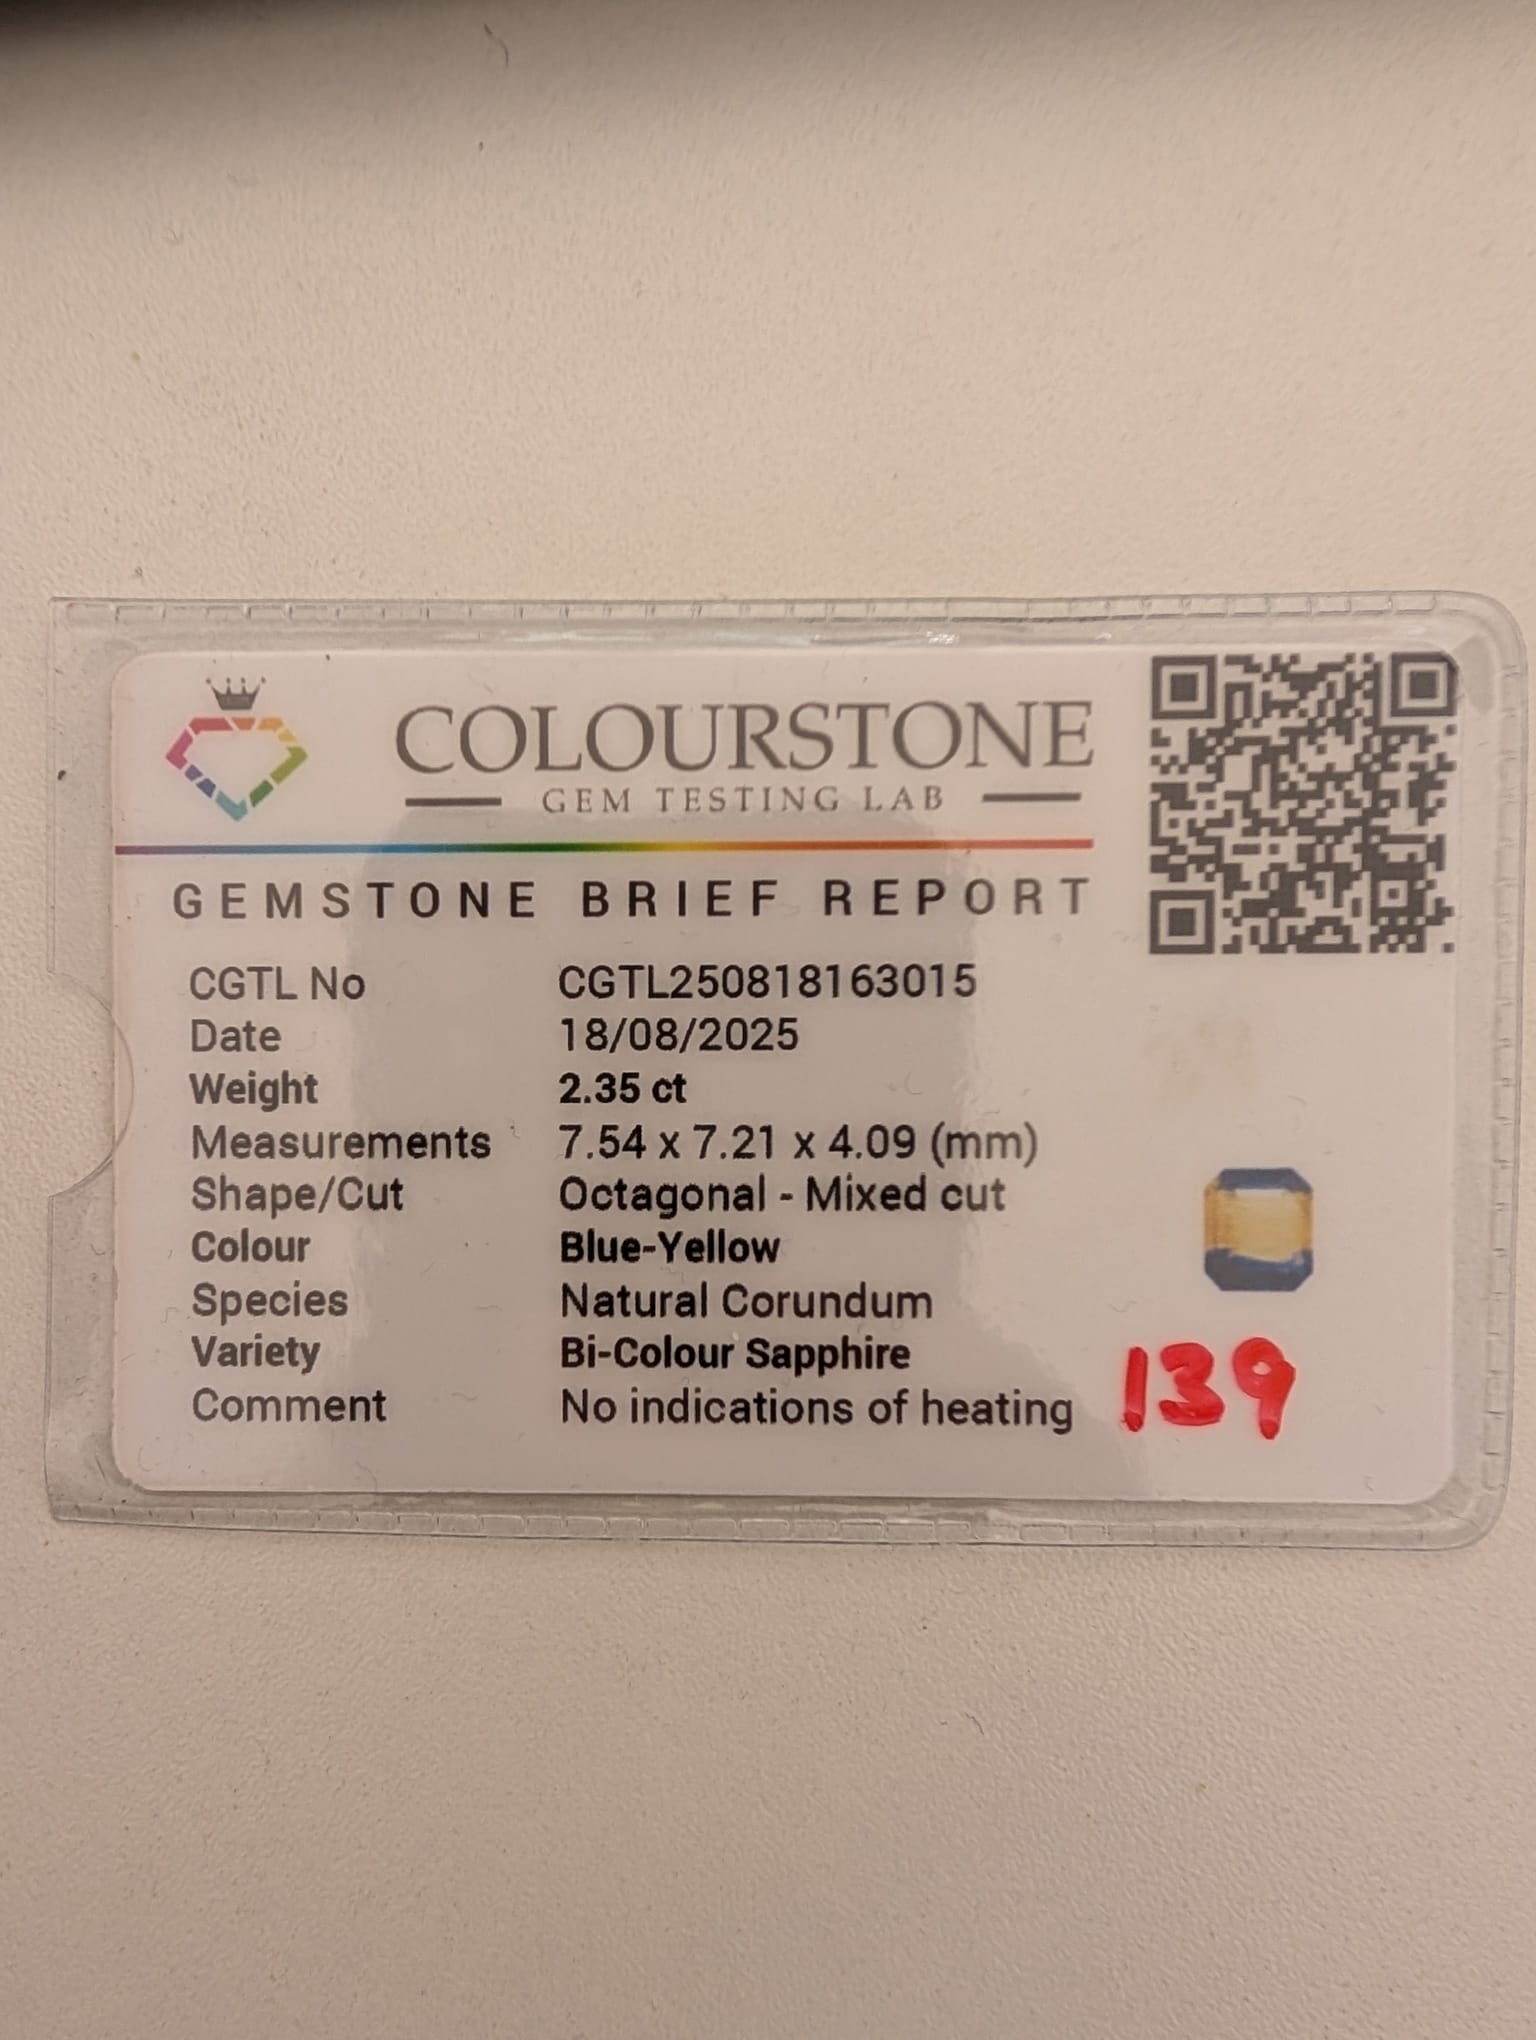 COLOURSTONE
GEM TESTING LAB
GEMSTONE BRIEF REPORT
CGTL No CGTL250818163015
Date 18/08/2025
Weight 2.35 ct
Measurements 7.54 x 7.21 x 4.09 (mm)
Shape/Cut Octagonal - Mixed cut
Colour Blue-Yellow
Species Natural Corundum
Variety Bi-Colour Sapphire
Comment No indications of heating
139